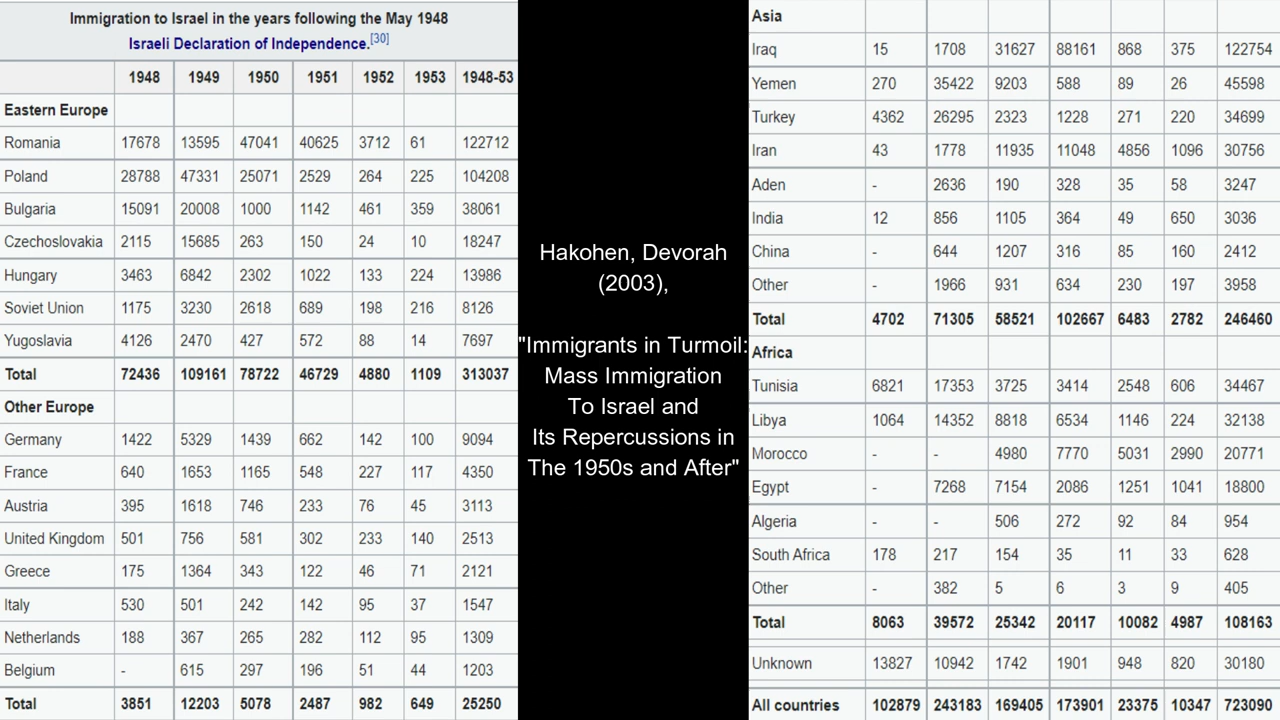 Immigration to Israel in the years following the May 1948
Israeli Declaration of Independence.[30]
1948 1949 1950 1951 1952 1953 1948-53
Eastern Europe
Romania 17678 13595 47041 40625 3712 61 122712
Poland 28788 47331 25071 2529 264 225 104208
Bulgaria 15091 20008 1000 1142 461 359 38061
Czechoslovakia 2115 15685 263 150 24 10 18247
Hungary 3463 6842 2302 1022 133 224 13986
Soviet Union 1175 3230 2618 689 198 216 8126
Yugoslavia 4126 2470 427 572 88 14 7697
Total 72436 109161 78722 46729 4880 1109 313037
Other Europe
Germany 1422 5329 1439 662 142 100 9094
France 640 1653 1165 548 227 117 4350
Austria 395 1618 746 233 76 45 3113
United Kingdom 501 756 581 302 233 140 2513
Greece 175 1364 343 122 46 71 2121
Italy 530 501 242 142 95 37 1547
Netherlands 188 367 265 282 112 95 1309
Belgium - 615 297 196 51 44 1203
Total 3851 12203 5078 2487 982 649 25250
Hakohen, Devorah
(2003),
"Immigrants in Turmoil:
Mass Immigration
To Israel and
Its Repercussions in
The 1950s and After"
Asia
Iraq 15 1708 31627 88161 868 375 122754
Yemen 270 35422 9203 588 89 26 45598
Turkey 4362 26295 2323 1228 271 220 34699
Iran 43 1778 11935 11048 4856 1096 30756
Aden - 2636 190 328 35 58 3247
India 12 856 1105 364 49 650 3036
China - 644 1207 316 85 160 2412
Other - 1966 931 634 230 197 3958
Total 4702 71305 58521 102667 6483 2782 246460
Africa
Tunisia 6821 17353 3725 3414 2548 606 34467
Libya 1064 14352 8818 6534 1146 224 32138
Morocco - - 4980 7770 5031 2990 20771
Egypt - 7268 7154 2086 1251 1041 18800
Algeria - - 506 272 92 84 954
South Africa 178 217 154 35 11 33 628
Other - 382 5 6 3 9 405
Total 8063 39572 25342 20117 10082 4987 108163
Unknown 13827 10942 1742 1901 948 820 30180
All countries 102879 243183 169405 173901 23375 10347 723090